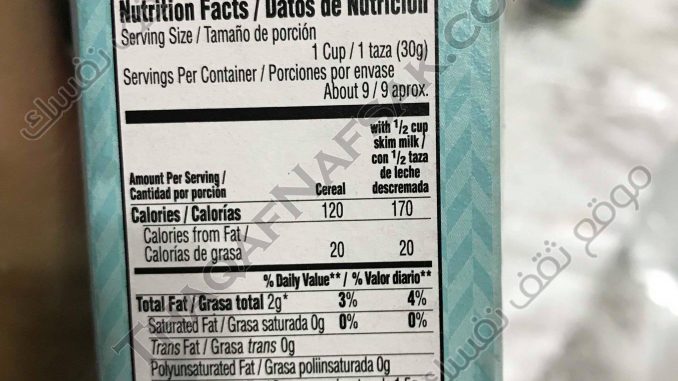 Nutrition Facts / Datos de Nutrición
Serving Size / Tamaño de porción
1 Cup / 1 taza (30g)
Servings Per Container / Porciones por envase
About 9 / 9 aprox.
with 1/2 cup
skim milk /
con 1/2 taza
de leche
descremada
Amount Per Serving /
Cantidad por porción
Cereal
Calories / Calorías 120 170
Calories from Fat /
Calorías de grasa 20 20
% Daily Value** / % Valor diario**
Total Fat / Grasa total 2g* 3% 4%
Saturated Fat / Grasa saturada 0g 0% 0%
Trans Fat / Grasa trans 0g
Polyunsaturated Fat / Grasa poliinsaturada 0g
THAQAFNAFSAK.COM
موقع ثقف نفسك
ثقف نفسك